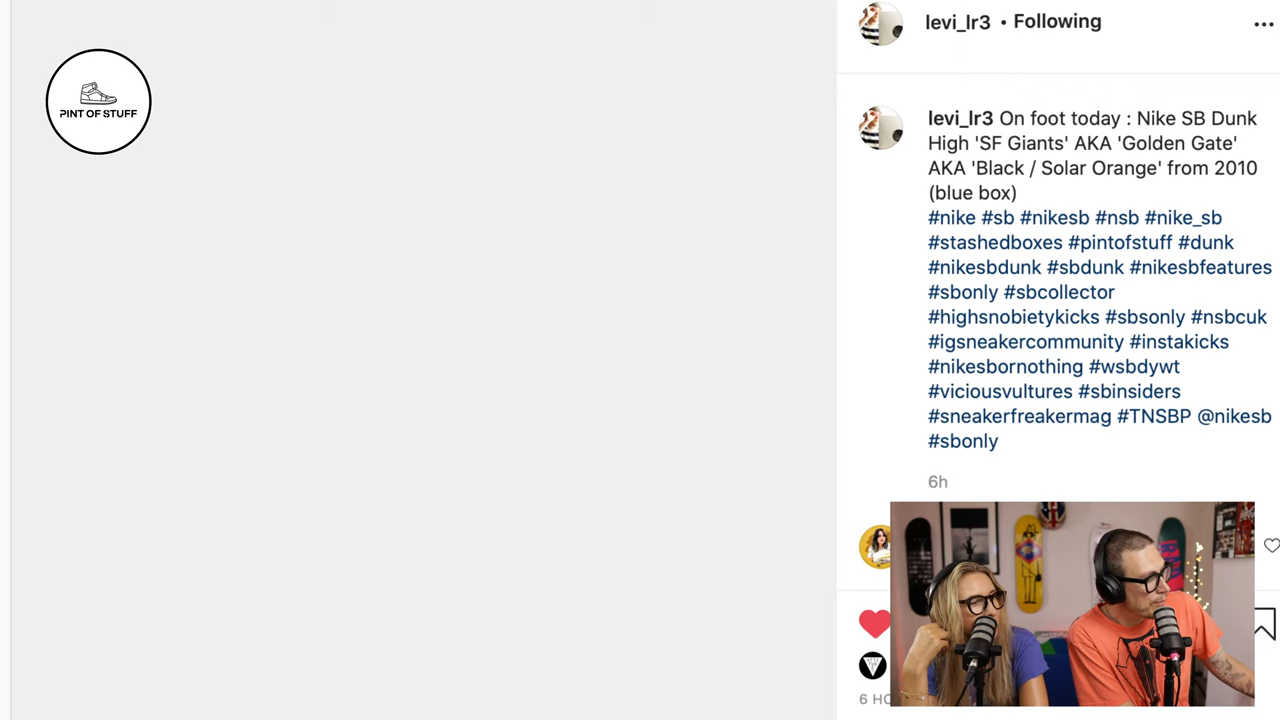 PINT OF STUFF
levi_lr3 • Following
levi_lr3 On foot today : Nike SB Dunk
High 'SF Giants' AKA 'Golden Gate'
AKA 'Black / Solar Orange' from 2010
(blue box)
#nike #sb #nikesb #nsb #nike_sb
#stashedboxes #pintofstuff #dunk
#nikesbdunk #sbdunk #nikesbfeatures
#sbonly #sbcollector
#highsnobietykicks #sbsonly #nsbcuk
#igsneakercommunity #instakicks
#nikesbornothing #wsbdywt
#viciousvultures #sbinsiders
#sneakerfreakermag #TNSBP @nikesb
#sbonly
6h
6 HO